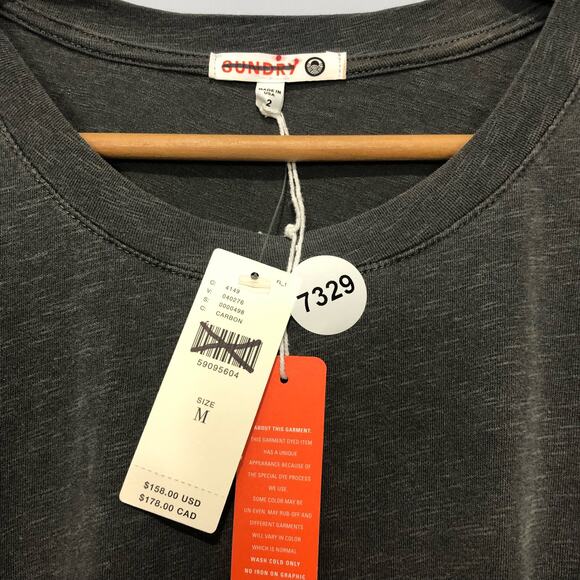 SUNDRY
MADE IN
USA
2
7329
4149
V: 040276
S: 0000498
C: CARBON
59095604
SIZE
M
$158.00 USD
$178.00 CAD
ABOUT THIS GARMENT:
THIS GARMENT DYED ITEM
HAS A UNIQUE
APPEARANCE BECAUSE OF
THE SPECIAL DYE PROCESS
WE USE.
SOME COLOR MAY BE
UN-EVEN, MAY RUB-OFF AND
DIFFERENT GARMENTS
WILL VARY IN COLOR
WHICH IS NORMAL
WASH COLD ONLY
NO IRON ON GRAPHIC